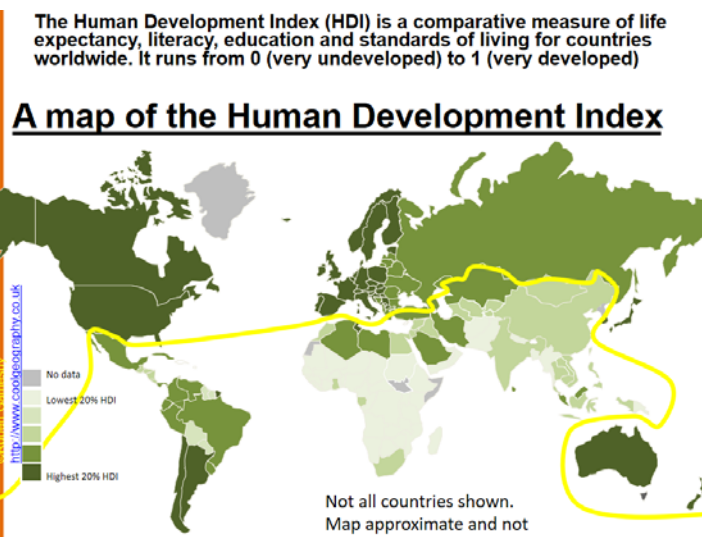 The Human Development Index (HDI) is a comparative measure of life
expectancy, literacy, education and standards of living for countries
worldwide. It runs from 0 (very undeveloped) to 1 (very developed)
A map of the Human Development Index
http://www.coolgeography.co.uk
No data
Lowest 20% HDI
Highest 20% HDI
Not all countries shown.
Map approximate and not